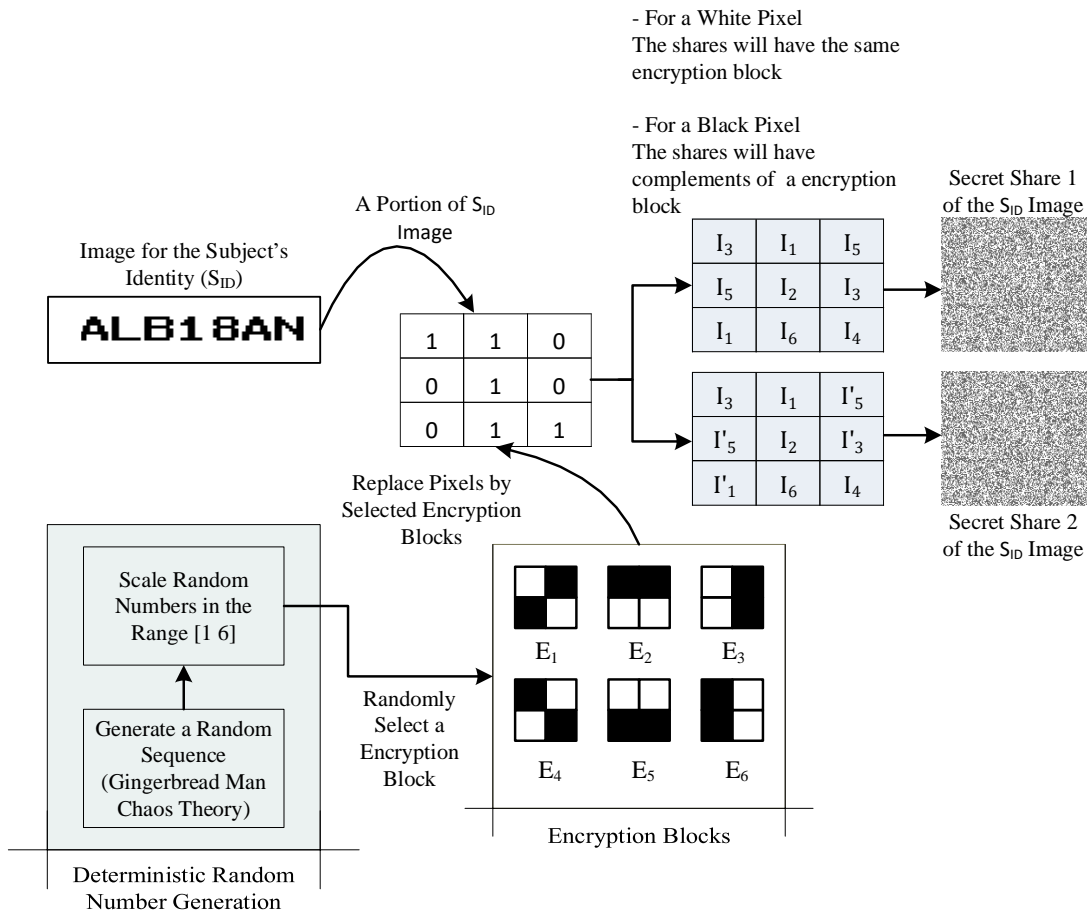 - For a White Pixel
The shares will have the same
encryption block
- For a Black Pixel
The shares will have
complements of  a encryption
block
Secret Share 1
of the SID Image
A Portion of SID
Image
Image for the Subject's
Identity (SID)
ALB18AN
1 1 0
0 1 0
0 1 1
I3 I1 I5
I5 I2 I3
I1 I6 I4
I3 I1 I'5
I'5 I2 I'3
I'1 I6 I4
Secret Share 2
of the SID Image
Replace Pixels by
Selected Encryption
Blocks
Scale Random
Numbers in the
Range [1 6]
Generate a Random
Sequence
(Gingerbread Man
Chaos Theory)
Deterministic Random
Number Generation
Randomly
Select a
Encryption
Block
E1 E2 E3
E4 E5 E6
Encryption Blocks